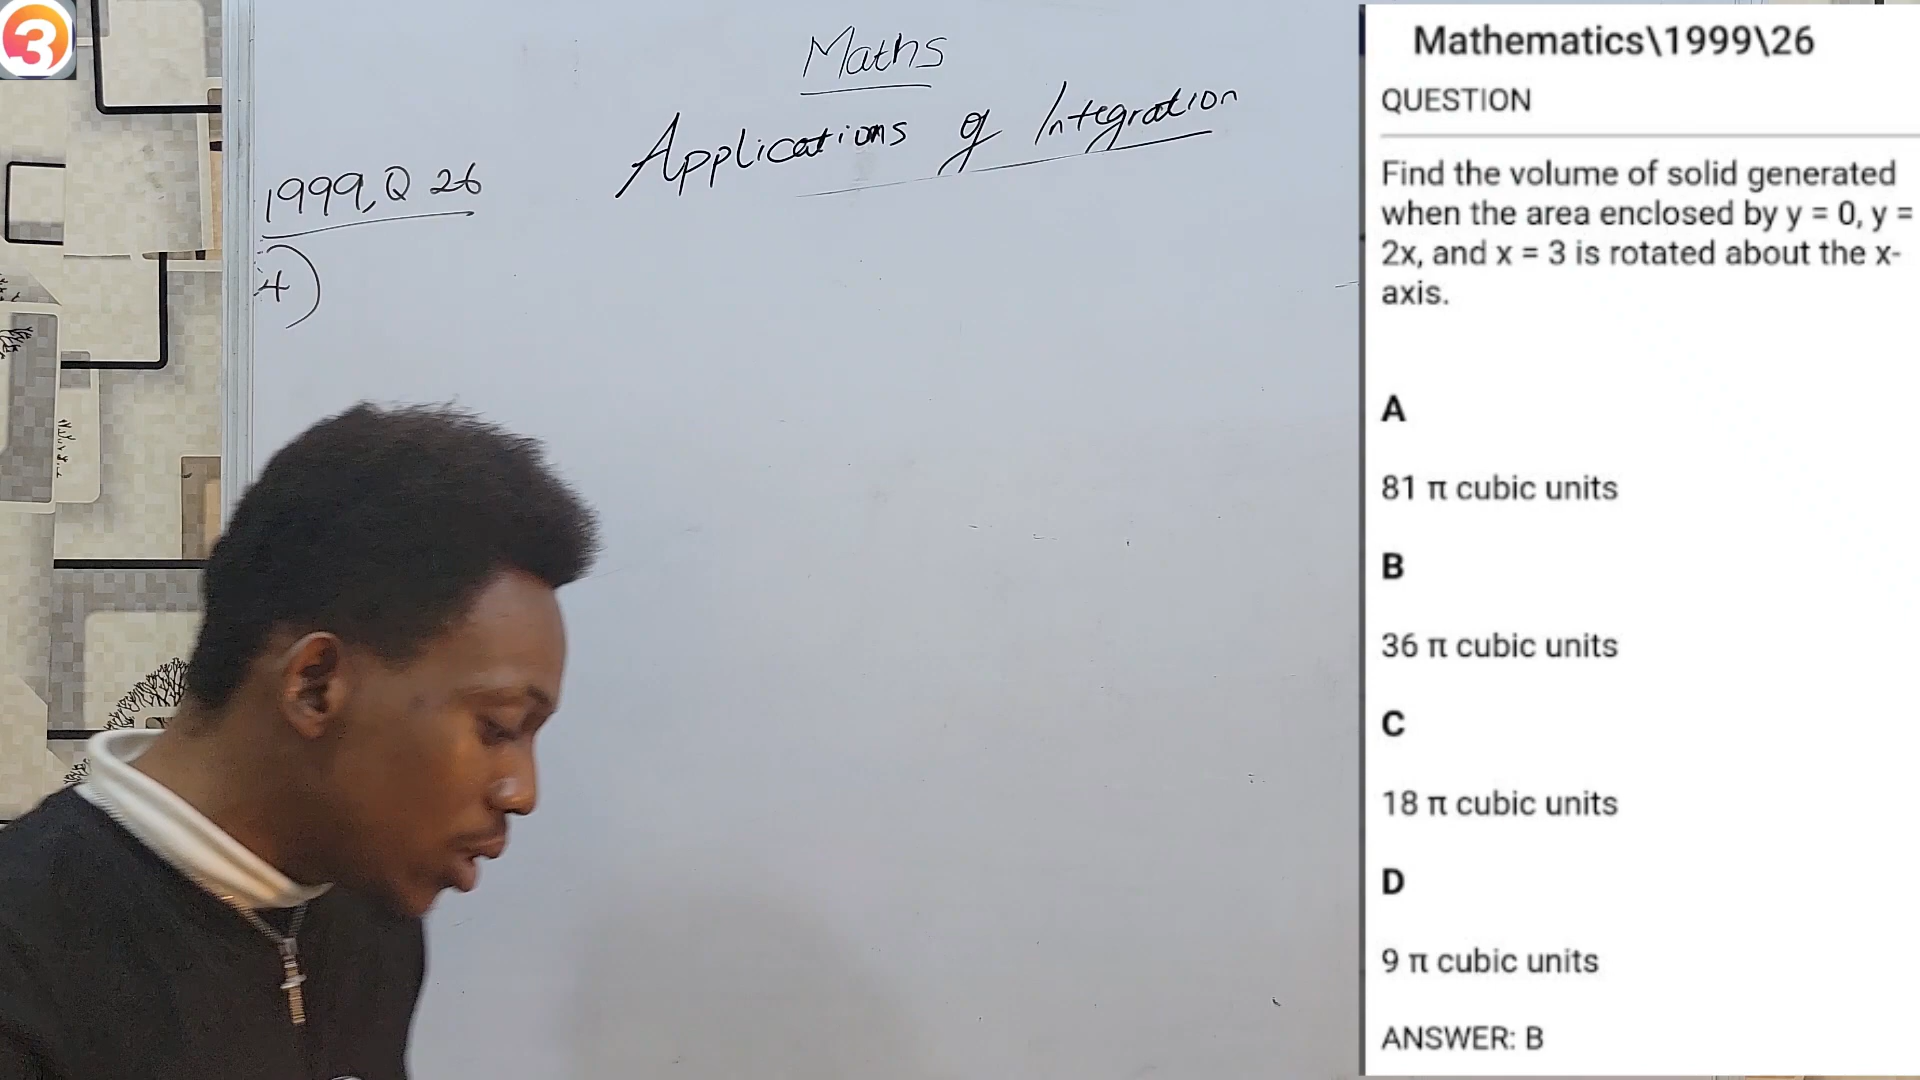 3
Maths
Applications of Integration
1999, Q 26
4)
Mathematics\1999\26
QUESTION
Find the volume of solid generated
when the area enclosed by y = 0, y =
2x, and x = 3 is rotated about the x-
axis.
A
81 π cubic units
B
36 π cubic units
C
18 π cubic units
D
9 π cubic units
ANSWER: B